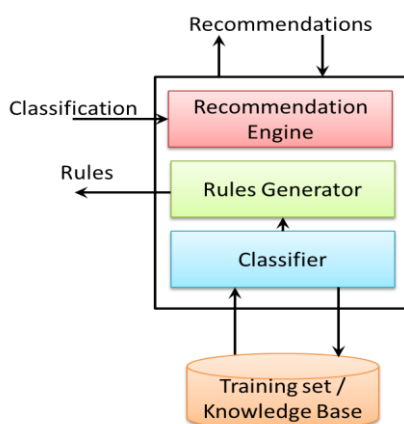 Recommendations
Classification
Recommendation
Engine
Rules
Rules Generator
Classifier
Training set /
Knowledge Base